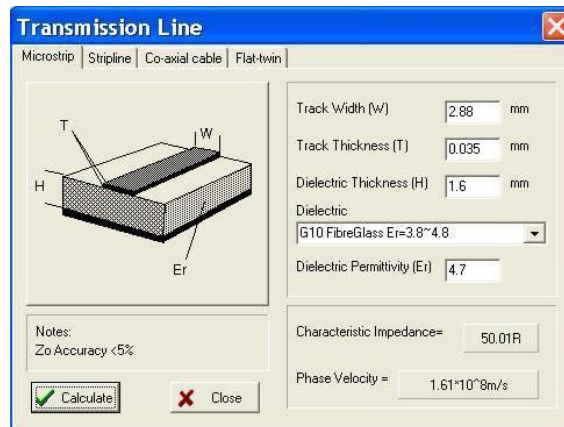 Transmission Line
Microstrip Stripline Co-axial cable Flat-twin
T
W
H
Er
Track Width (W) 2.88 mm
Track Thickness (T) 0.035 mm
Dielectric Thickness (H) 1.6 mm
Dielectric
G10 FibreGlass Er=3.8~4.8
Dielectric Permittivity (Er) 4.7
Notes:
Zo Accuracy <5%
Characteristic Impedance= 50.01R
Phase Velocity = 1.61*10^8m/s
Calculate Close